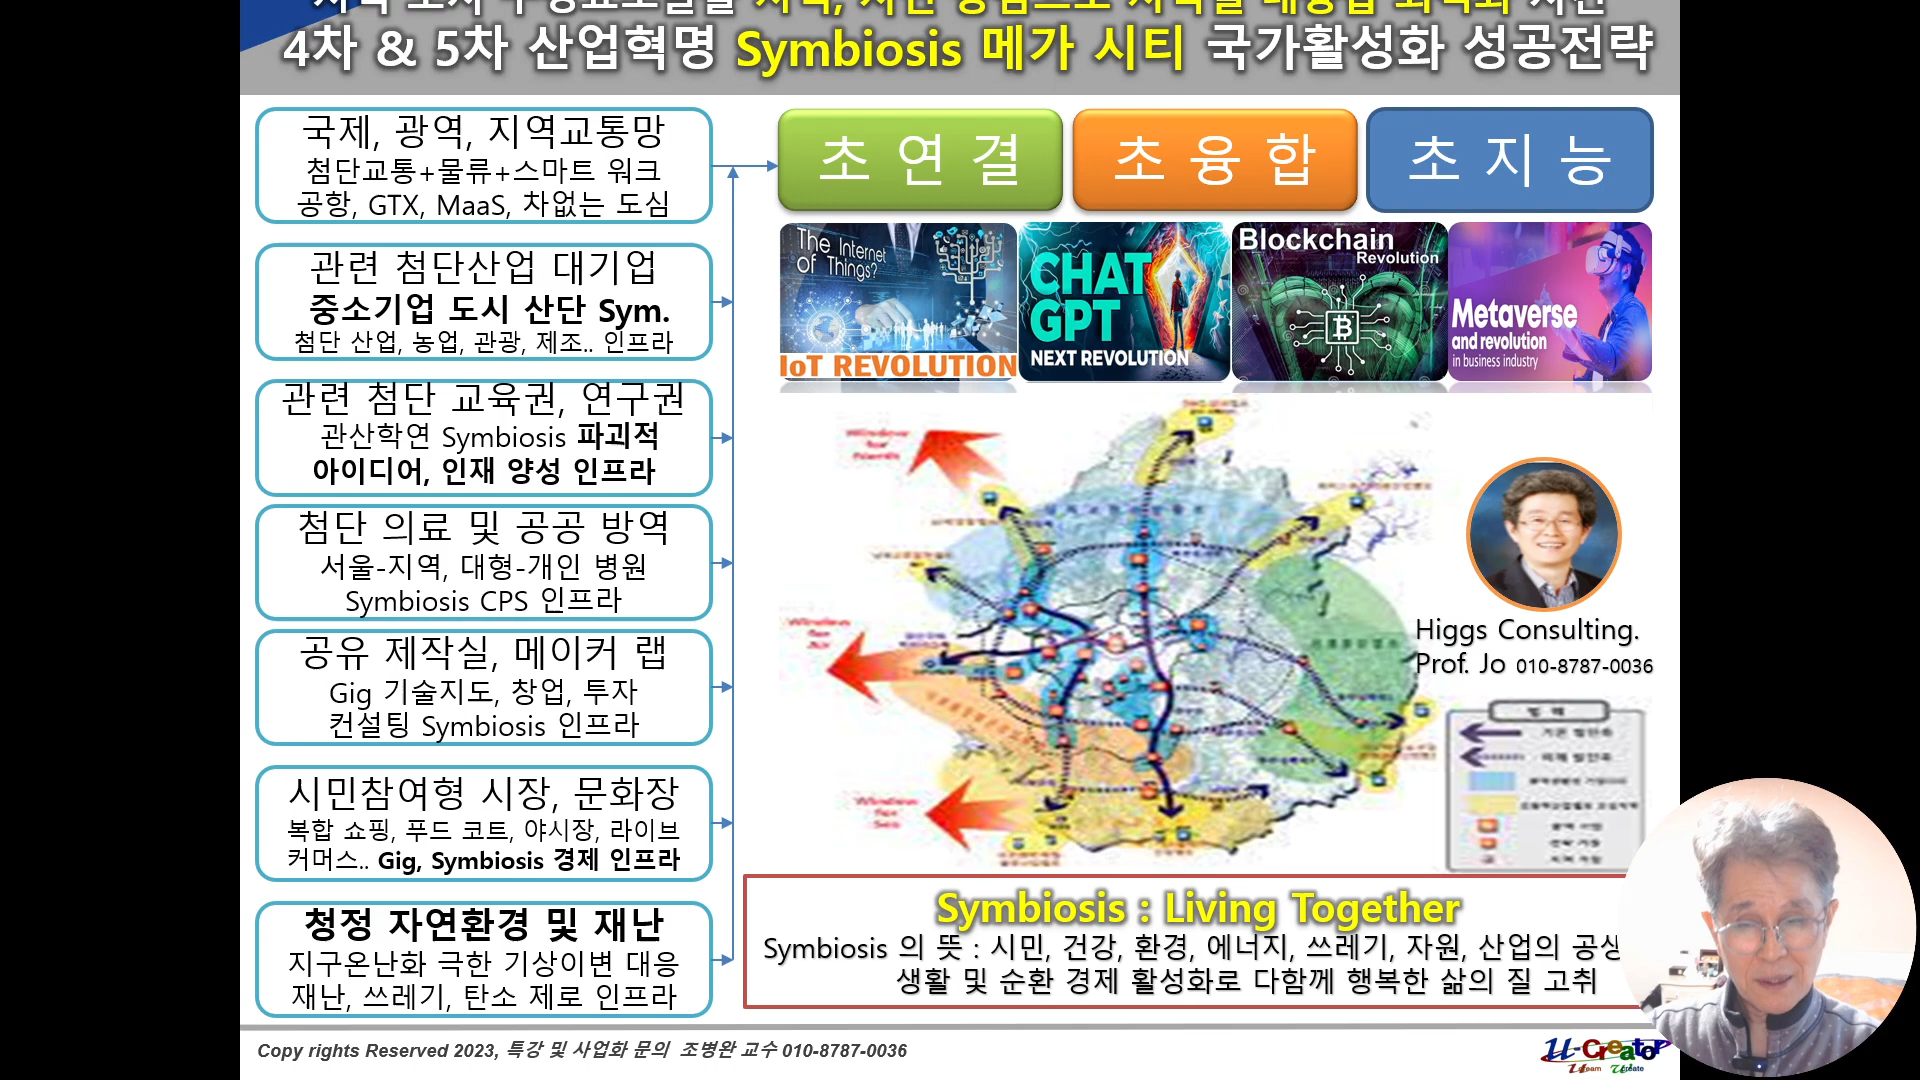 4차 & 5차 산업혁명 Symbiosis 메가 시티 국가활성화 성공전략
국제, 광역, 지역교통망
첨단교통+물류+스마트 워크
공항, GTX, MaaS, 차없는 도심
관련 첨단산업 대기업
중소기업 도시 산단 Sym.
첨단 산업, 농업, 관광, 제조.. 인프라
관련 첨단 교육권, 연구권
관산학연 Symbiosis 파괴적
아이디어, 인재 양성 인프라
첨단 의료 및 공공 방역
서울-지역, 대형-개인 병원
Symbiosis CPS 인프라
공유 제작실, 메이커 랩
Gig 기술지도, 창업, 투자
컨설팅 Symbiosis 인프라
시민참여형 시장, 문화장
복합 쇼핑, 푸드 코트, 야시장, 라이브
커머스.. Gig, Symbiosis 경제 인프라
청정 자연환경 및 재난
지구온난화 극한 기상이변 대응
재난, 쓰레기, 탄소 제로 인프라
초 연 결
초 융 합
초 지 능
The Internet
of Things?
IoT REVOLUTION
CHAT
GPT
NEXT REVOLUTION
Blockchain
Revolution
Metaverse
and revolution
in business industry
Higgs Consulting.
Prof. Jo 010-8787-0036
Symbiosis : Living Together
Symbiosis 의 뜻 : 시민, 건강, 환경, 에너지, 쓰레기, 자원, 산업의 공생
생활 및 순환 경제 활성화로 다함께 행복한 삶의 질 고취
Copy rights Reserved 2023, 특강 및 사업화 문의 조병완 교수 010-8787-0036
U-Creator